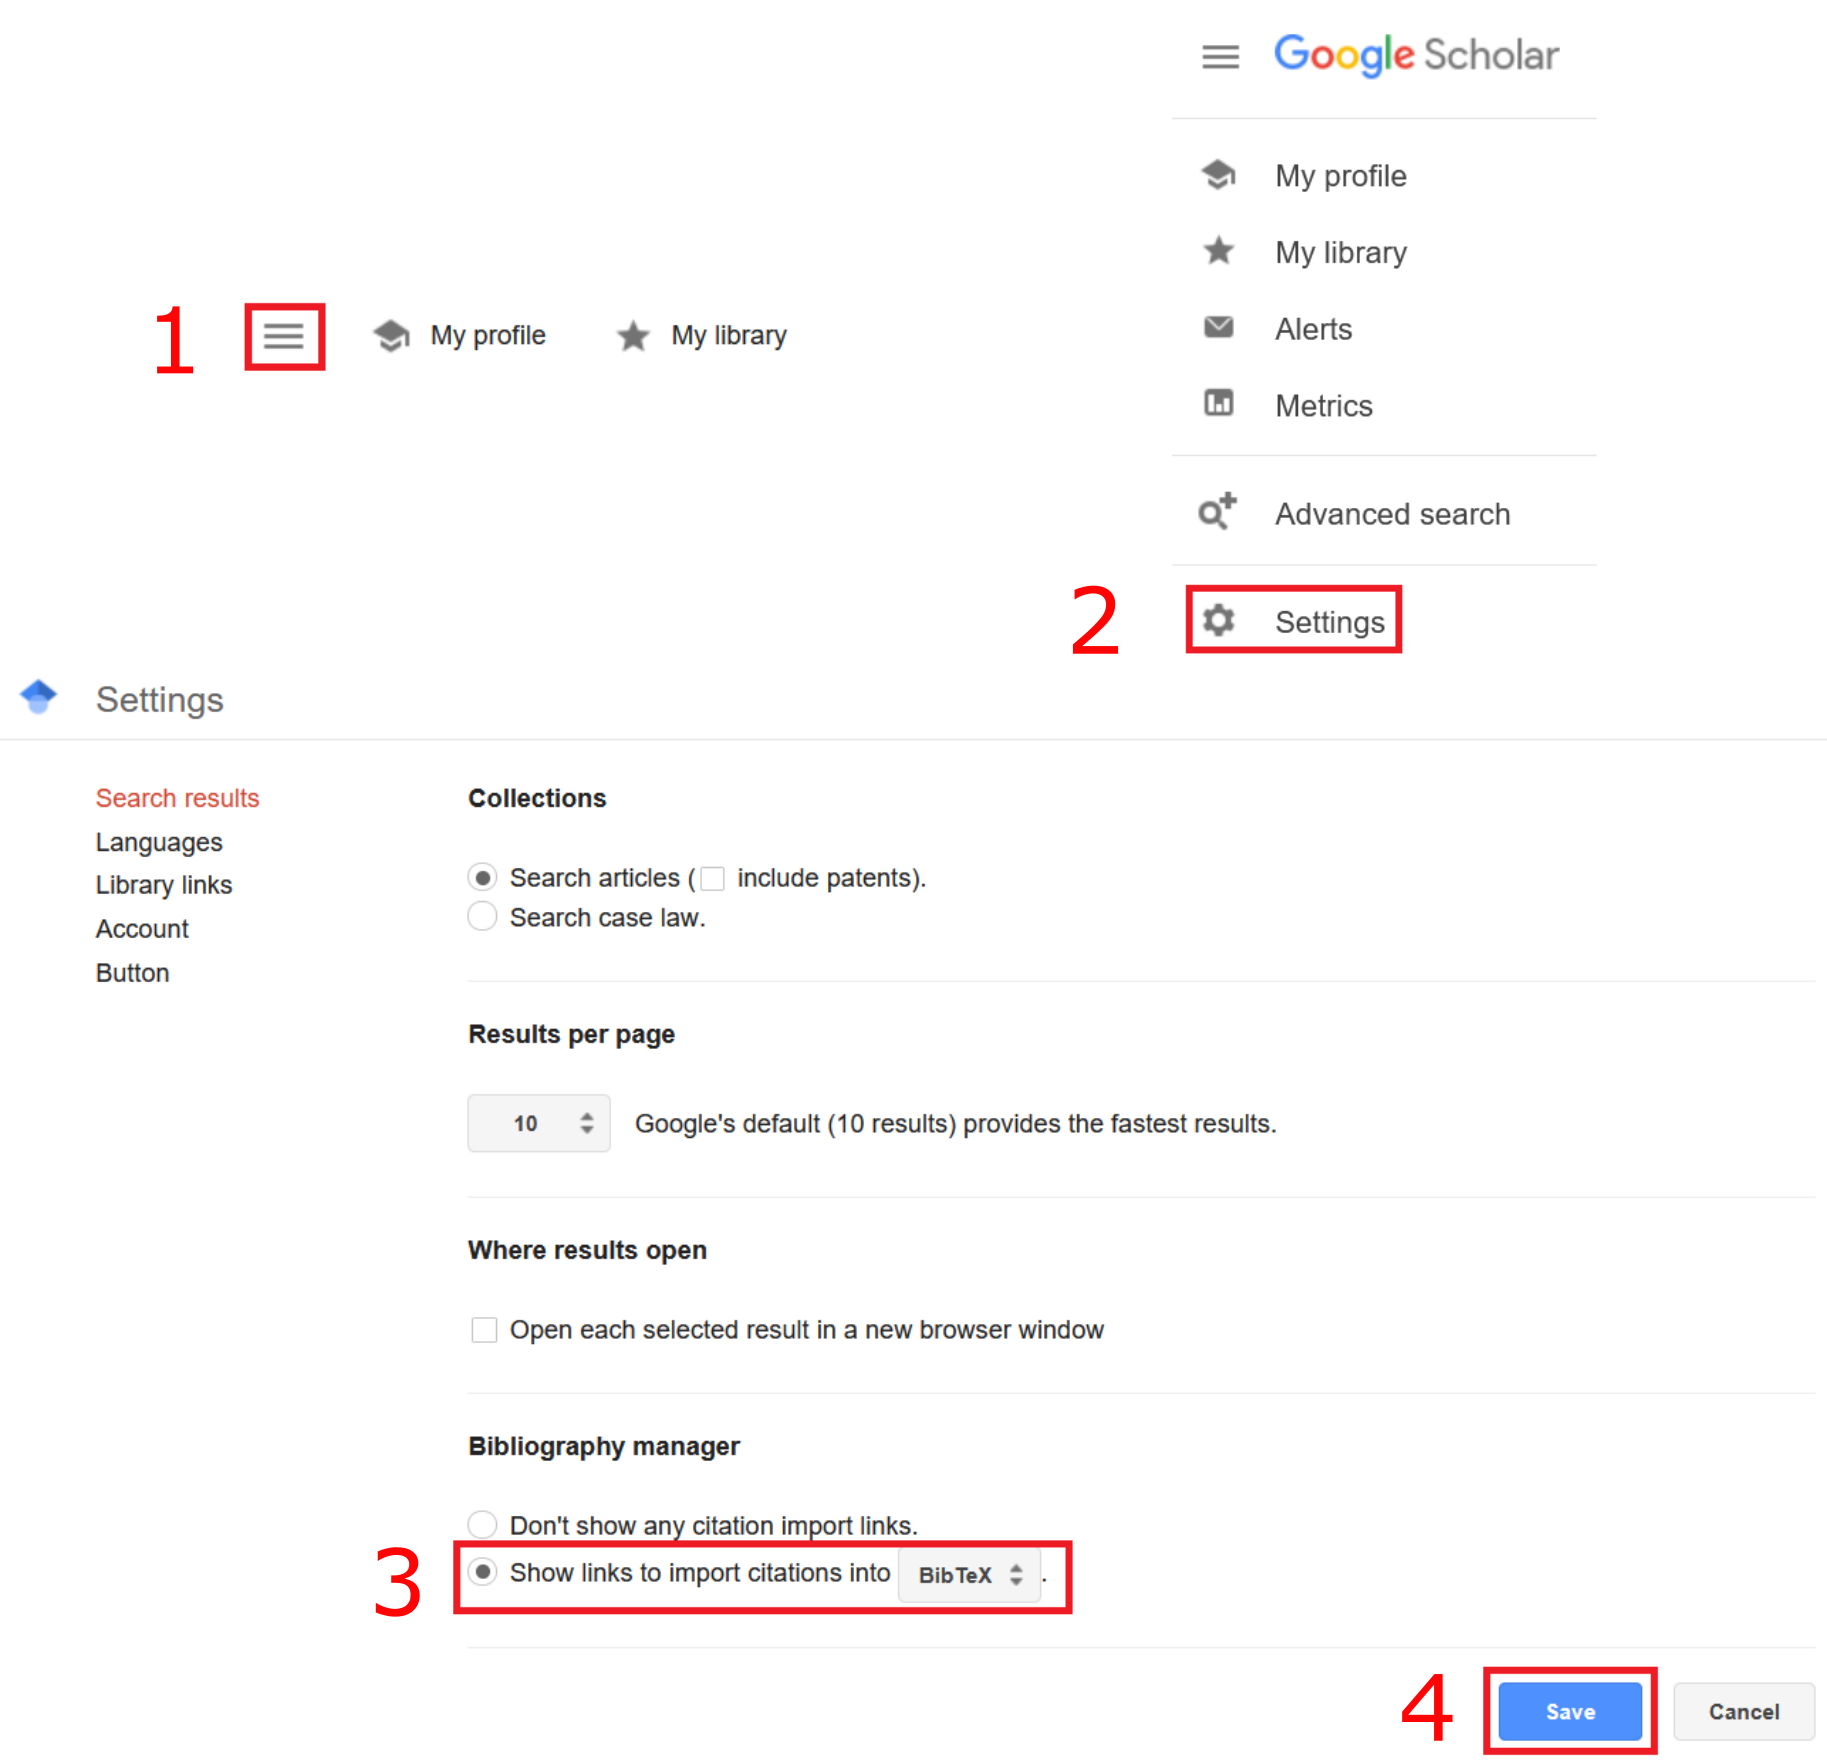 Google Scholar
My profile
My library
Alerts
Metrics
Advanced search
2 Settings
1 My profile My library
Settings
Search results
Languages
Library links
Account
Button
Collections
Search articles ( include patents).
Search case law.
Results per page
10 Google's default (10 results) provides the fastest results.
Where results open
Open each selected result in a new browser window
Bibliography manager
Don't show any citation import links.
3 Show links to import citations into BibTeX .
4 Save Cancel